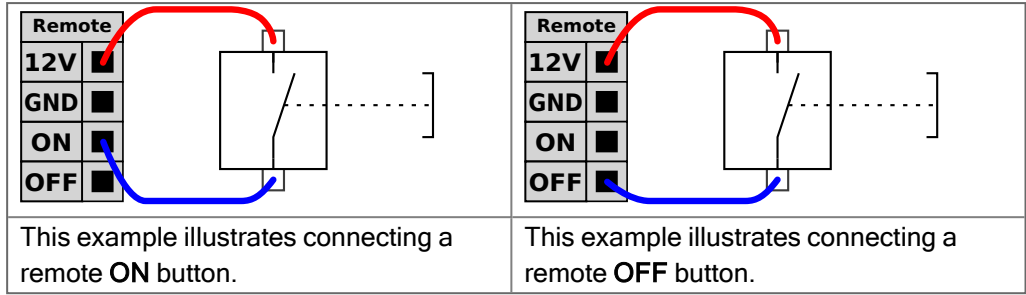 Remote
12V
GND
ON
OFF
This example illustrates connecting a
remote ON button.
Remote
12V
GND
ON
OFF
This example illustrates connecting a
remote OFF button.